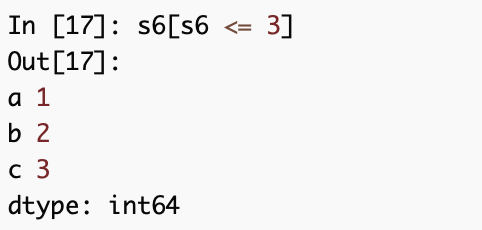 In [17]: s6[s6 <= 3]
Out[17]:
a 1
b 2
c 3
dtype: int64